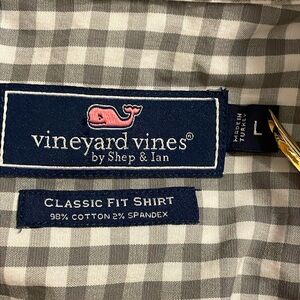 vineyard vines®
by Shep & Ian
MADE IN
TURKEY
L
CLASSIC FIT SHIRT
98% COTTON 2% SPANDEX